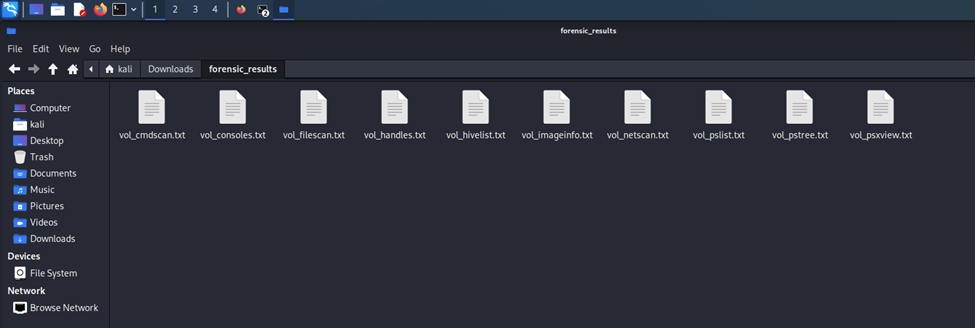 1 2 3 4 2
forensic_results
File Edit View Go Help
kali Downloads forensic_results
Places
Computer
kali
Desktop
Trash
Documents
Music
Pictures
Videos
Downloads
Devices
File System
Network
Browse Network
vol_cmdscan.txt vol_consoles.txt vol_filescan.txt vol_handles.txt vol_hivelist.txt vol_imageinfo.txt vol_netscan.txt vol_pslist.txt vol_pstree.txt vol_psxview.txt